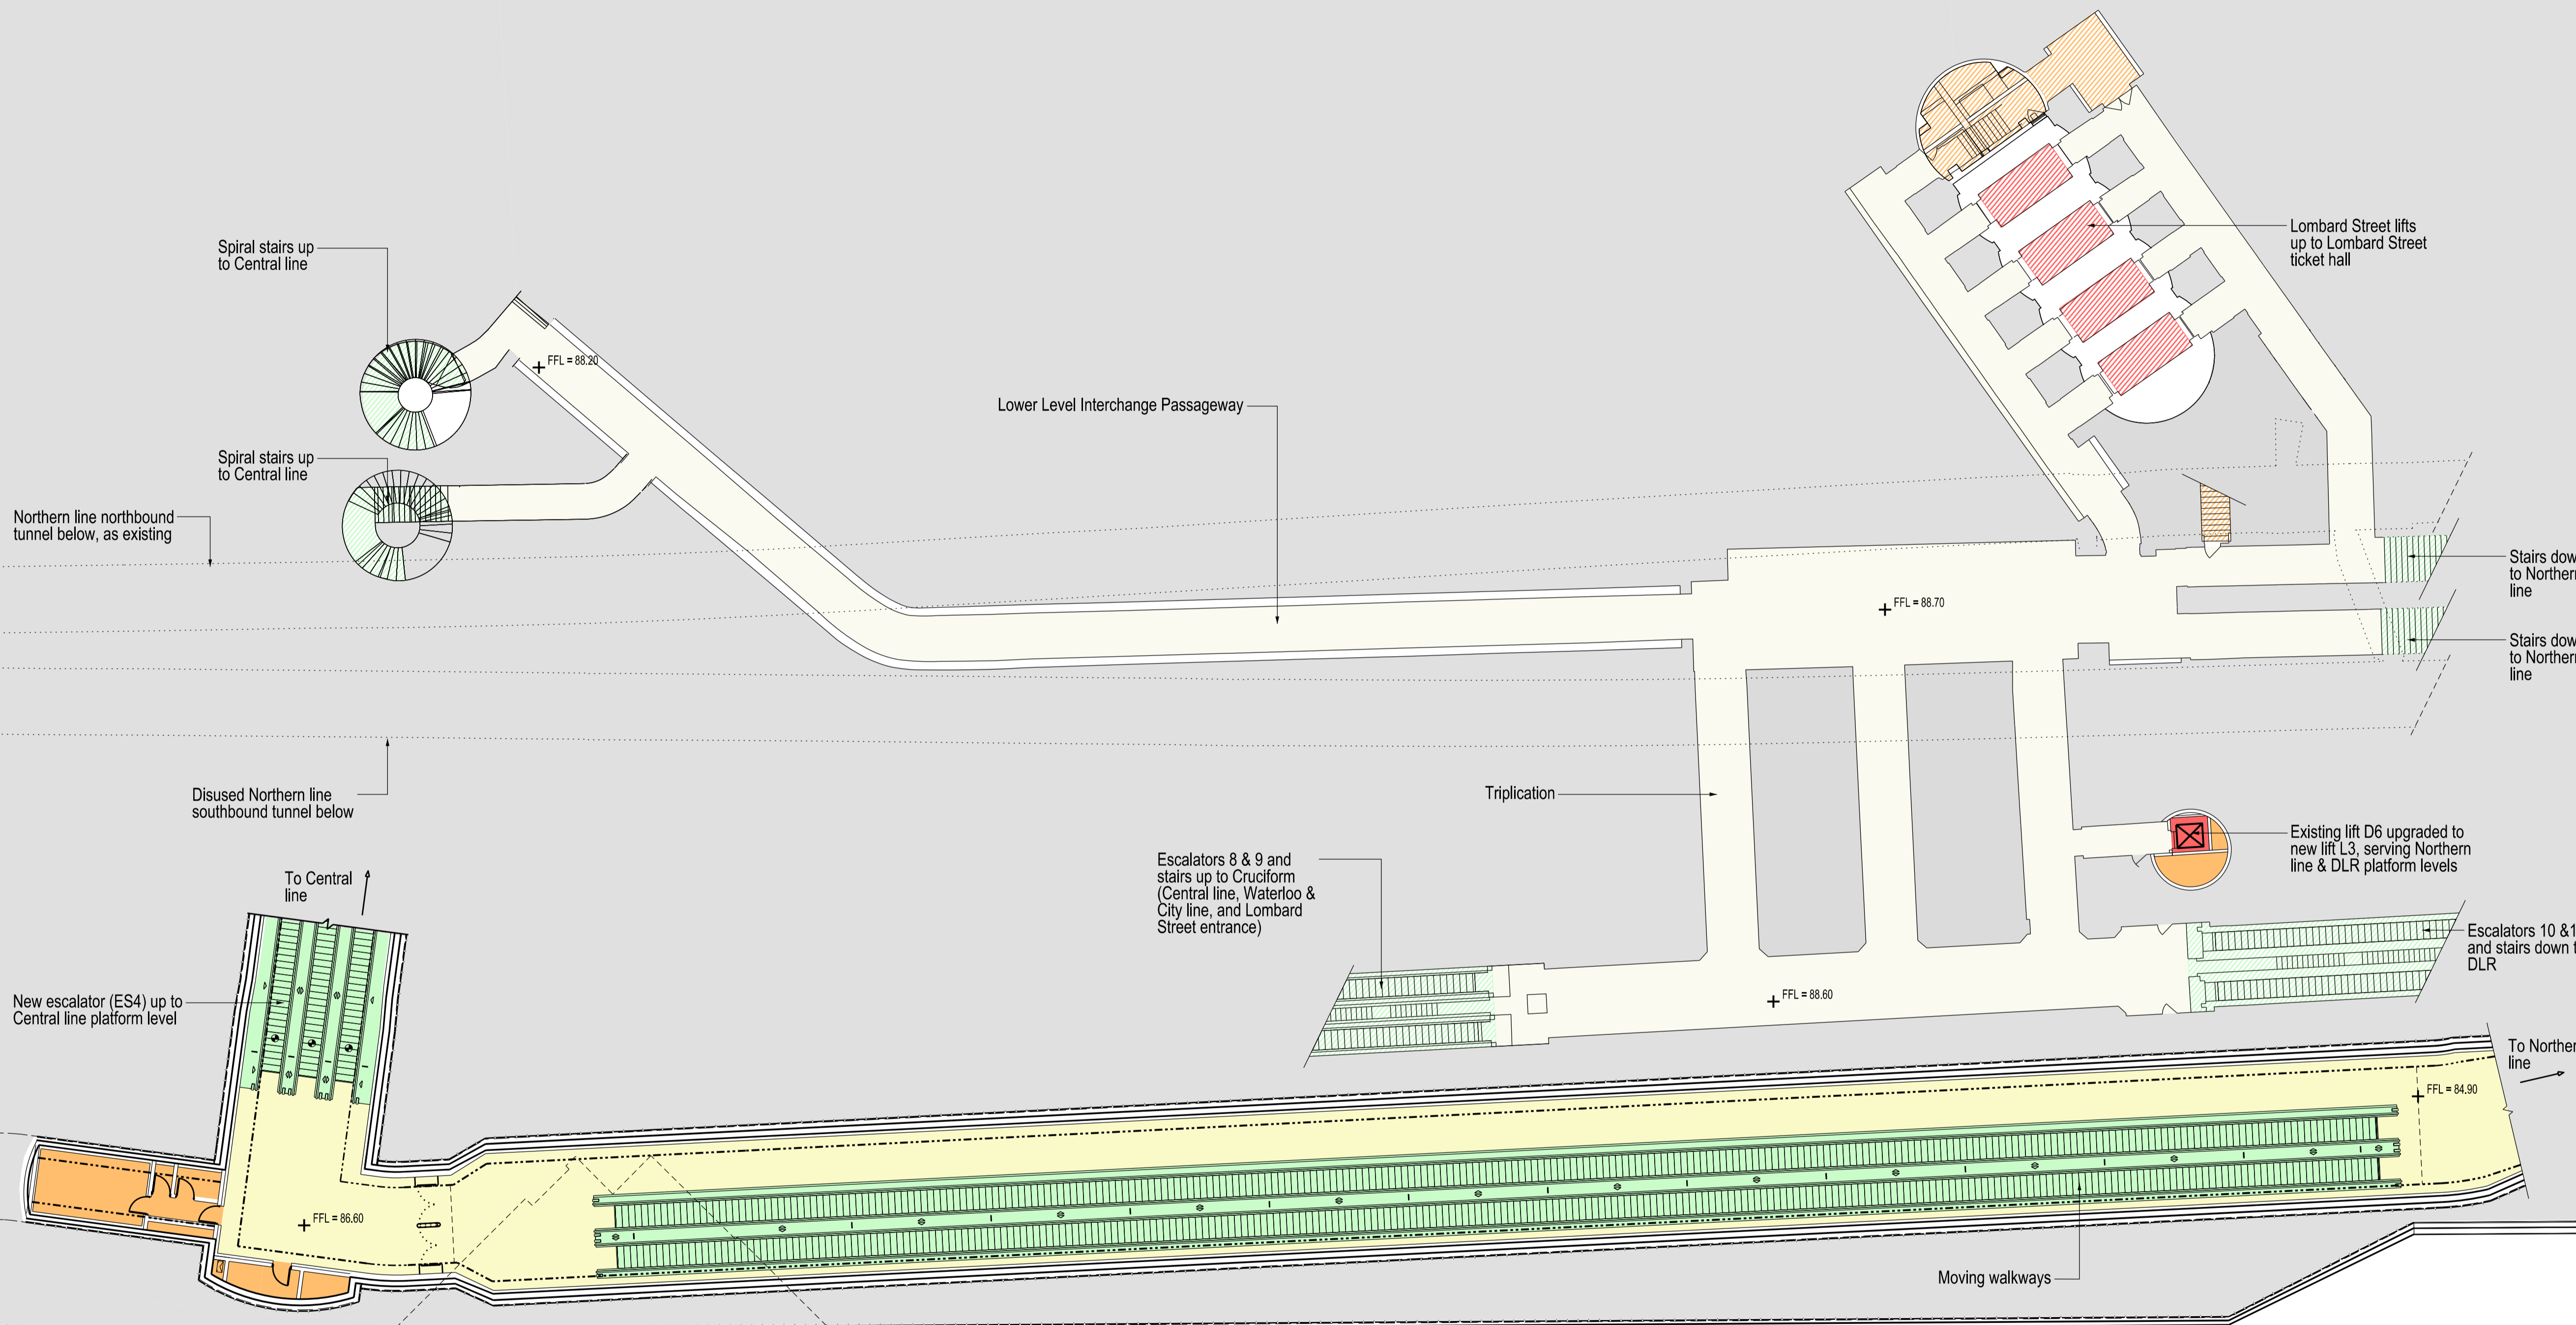 Spiral stairs up
to Central line
Lombard Street lifts
up to Lombard Street
ticket hall
FFL = 88.20
Lower Level Interchange Passageway
Spiral stairs up
to Central line
Northern line northbound
tunnel below, as existing
Stairs dow
to Northern
line
FFL = 88.70
Stairs dow
to Northern
line
Disused Northern line
southbound tunnel below
Triplication
Existing lift D6 upgraded to
new lift L3, serving Northern
line & DLR platform levels
Escalators 8 & 9 and
stairs up to Cruciform
(Central line, Waterloo &
City line, and Lombard
Street entrance)
To Central
line
Escalators 10 &1
and stairs down t
DLR
New escalator (ES4) up to
Central line platform level
FFL = 88.60
To Norther
line
FFL = 84.90
FFL = 86.60
Moving walkways